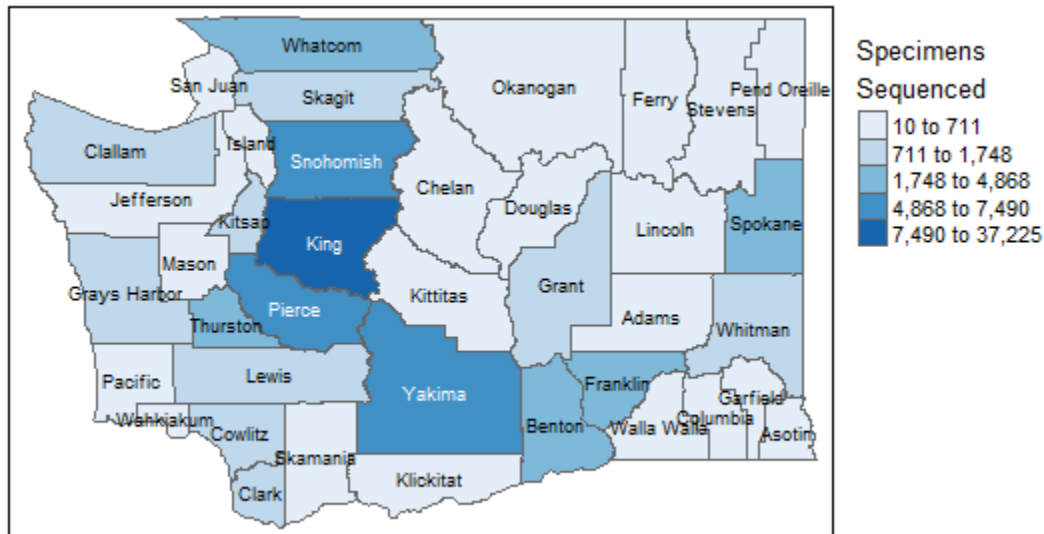 Whatcom
San Juan
Skagit
Okanogan
Ferry
Stevens
Pend Oreille
Clallam
Island
Snohomish
Chelan
Douglas
Jefferson
Kitsap
King
Lincoln
Spokane
Mason
Grays Harbor
Pierce
Kittitas
Grant
Adams
Whitman
Thurston
Pacific
Lewis
Yakima
Franklin
Benton
Garfield
Columbia
Walla Walla
Asotin
Wahkiakum
Cowlitz
Skamania
Klickitat
Clark
Specimens
Sequenced
10 to 711
711 to 1,748
1,748 to 4,868
4,868 to 7,490
7,490 to 37,225